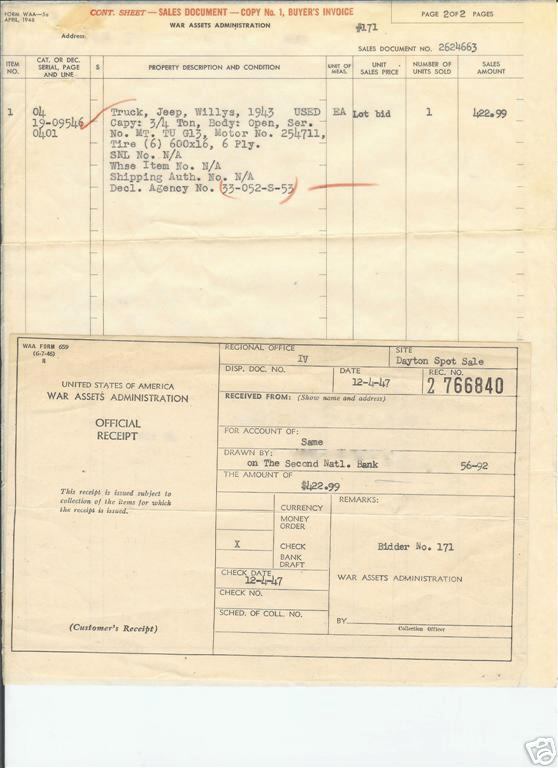 FORM WAA—5a
APRIL, 1946
CONT. SHEET — SALES DOCUMENT — COPY No. 1, BUYER'S INVOICE
PAGE 2 OF 2 PAGES
WAR ASSETS ADMINISTRATION
#171
Address
SALES DOCUMENT NO. 2624663
ITEM NO.
CAT. OR DEC. SERIAL, PAGE AND LINE
S
PROPERTY DESCRIPTION AND CONDITION
UNIT OF MEAS.
UNIT SALES PRICE
NUMBER OF UNITS SOLD
SALES AMOUNT
1 04 Truck, Jeep, Willys, 1943 USED EA Lot bid 1 422.99
19-09546 Capy: 3/4 Ton, Body: Open, Ser.
0401 No. MT. TU G13, Motor No. 254711,
Tire (6) 600x16, 6 Ply.
SNL No. N/A
Whse Item No. N/A
Shipping Auth. No. N/A
Decl. Agency No. (33-052-S-53)
WAA FORM 659
(6-7-46)
UNITED STATES OF AMERICA
WAR ASSETS ADMINISTRATION
OFFICIAL
RECEIPT
This receipt is issued subject to
collection of the items for which
the receipt is issued.
(Customer's Receipt)
REGIONAL OFFICE
IV
SITE
Dayton Spot Sale
DISP. DOC. NO.
DATE
12-4-47
REC. NO.
2 766840
RECEIVED FROM: (Show name and address)
FOR ACCOUNT OF:
Same
DRAWN BY:
on The Second Natl. Bank 56-92
THE AMOUNT OF
$422.99
CURRENCY
MONEY ORDER
X CHECK
BANK DRAFT
CHECK DATE
12-4-47
CHECK NO.
SCHED. OF COLL. NO.
REMARKS:
Bidder No. 171
WAR ASSETS ADMINISTRATION
BY
Collection Officer
eBay